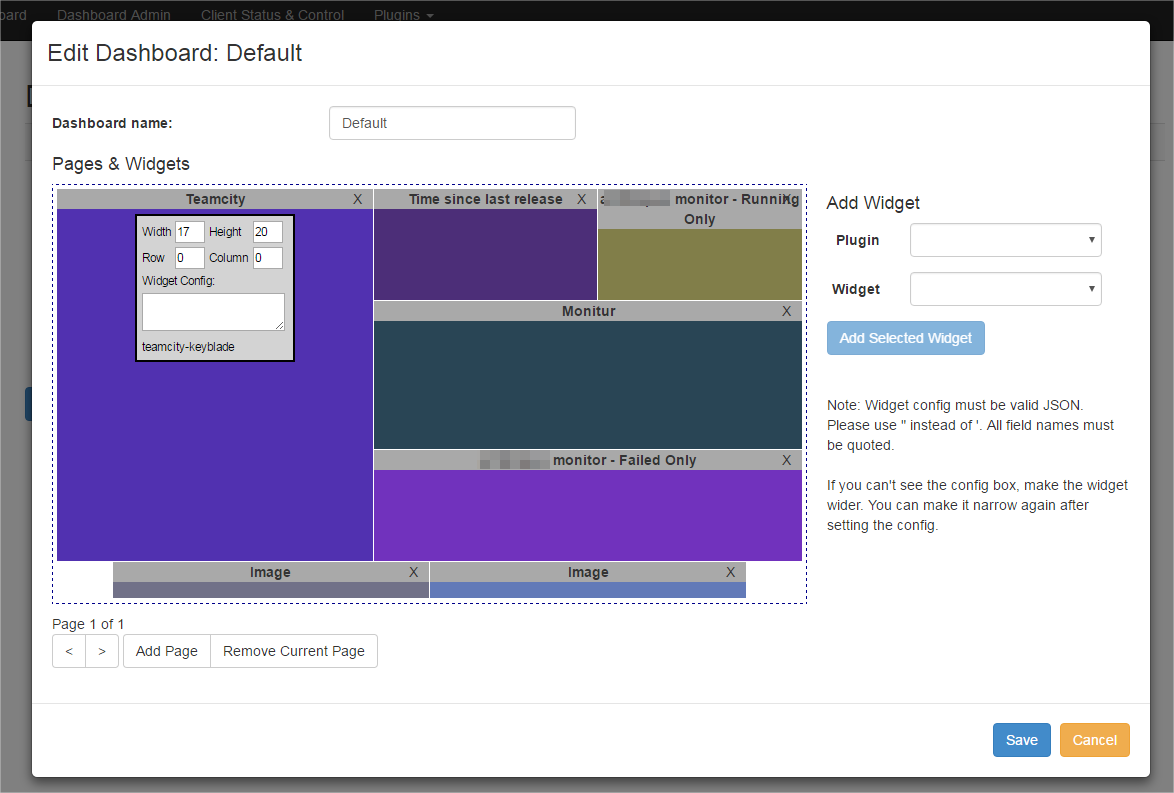 board Dashboard Admin Client Status & Control Plugins
Edit Dashboard: Default
Dashboard name: Default
Pages & Widgets
Teamcity X
Width 17 Height 20
Row 0 Column 0
Widget Config:
teamcity-keyblade
Time since last release X
monitor - Running X
Only
Monitur X
monitor - Failed Only X
Image X
Image X
Page 1 of 1
< > Add Page Remove Current Page
Add Widget
Plugin
Widget
Add Selected Widget
Note: Widget config must be valid JSON.
Please use " instead of '. All field names must
be quoted.
If you can't see the config box, make the widget
wider. You can make it narrow again after
setting the config.
Save Cancel